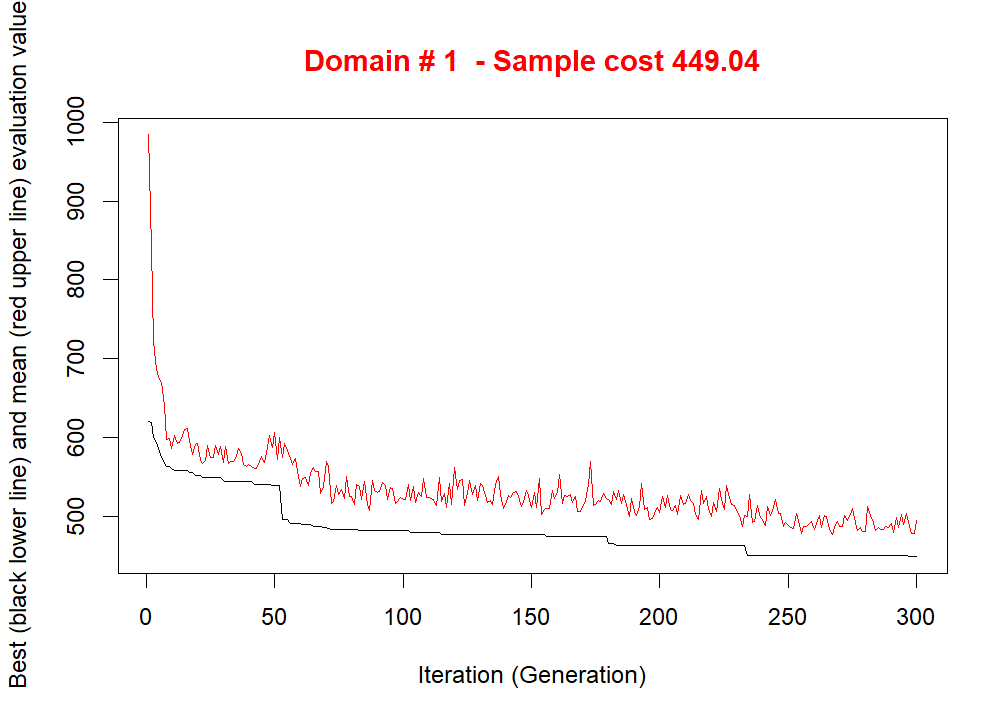 Domain # 1  - Sample cost 449.04
Best (black lower line) and mean (red upper line) evaluation value
1000
900
800
700
600
500
0 50 100 150 200 250 300
Iteration (Generation)